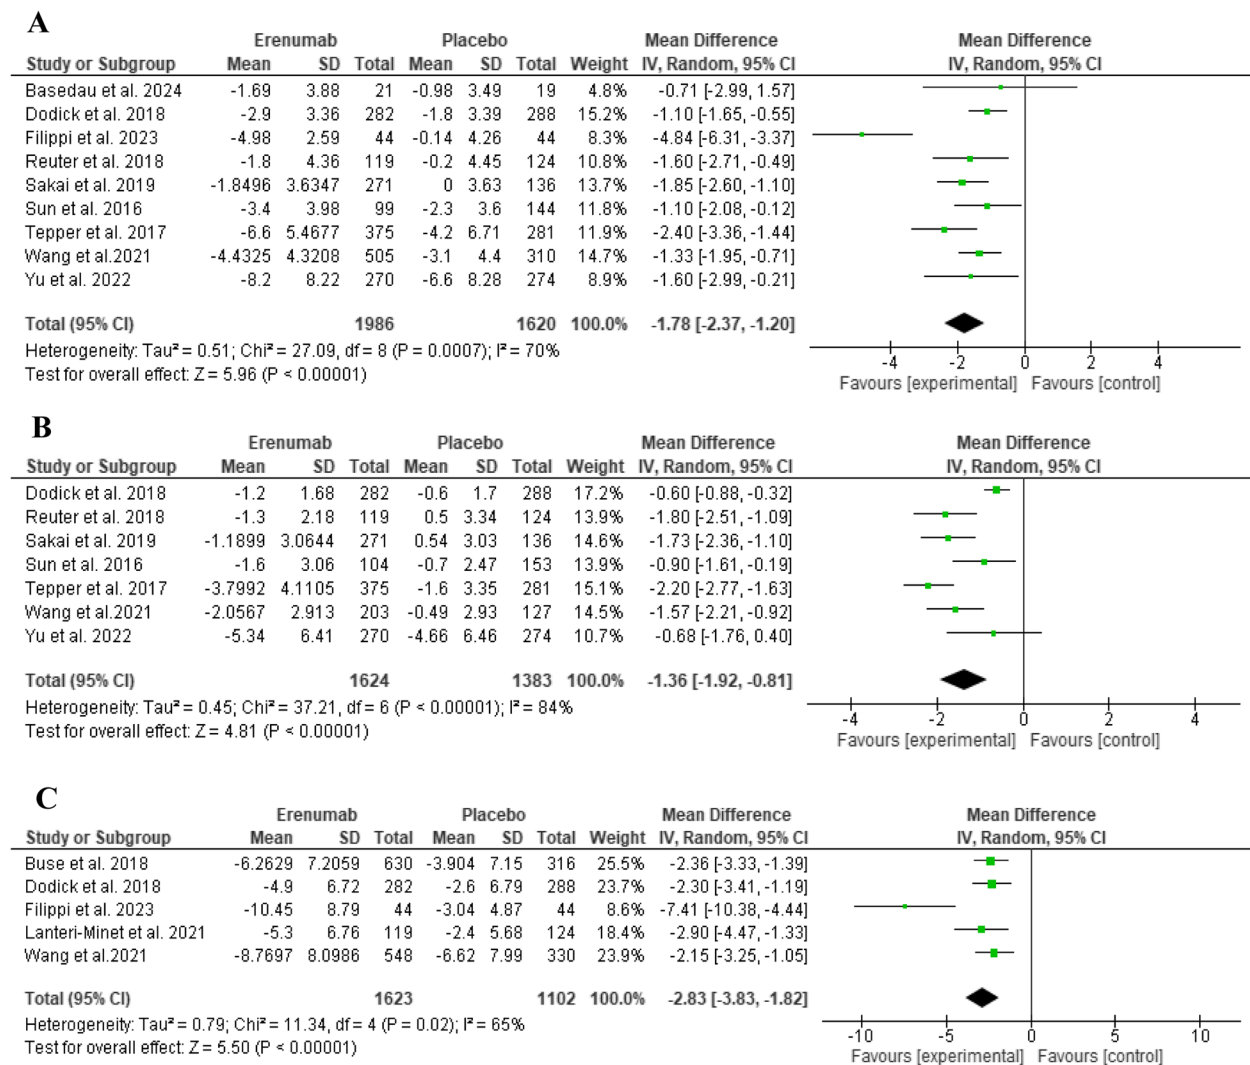 A
Erenumab Placebo Mean Difference Mean Difference
Study or Subgroup Mean SD Total Mean SD Total Weight IV, Random, 95% CI IV, Random, 95% CI
Basedau et al. 2024 -1.69 3.88 21 -0.98 3.49 19 4.8% -0.71 [-2.99, 1.57]
Dodick et al. 2018 -2.9 3.36 282 -1.8 3.39 288 15.2% -1.10 [-1.65, -0.55]
Filippi et al. 2023 -4.98 2.59 44 -0.14 4.26 44 8.3% -4.84 [-6.31, -3.37]
Reuter et al. 2018 -1.8 4.36 119 -0.2 4.45 124 10.8% -1.60 [-2.71, -0.49]
Sakai et al. 2019 -1.8496 3.6347 271 0 3.63 136 13.7% -1.85 [-2.60, -1.10]
Sun et al. 2016 -3.4 3.98 99 -2.3 3.6 144 11.8% -1.10 [-2.08, -0.12]
Tepper et al. 2017 -6.6 5.4677 375 -4.2 6.71 281 11.9% -2.40 [-3.36, -1.44]
Wang et al.2021 -4.4325 4.3208 505 -3.1 4.4 310 14.7% -1.33 [-1.95, -0.71]
Yu et al. 2022 -8.2 8.22 270 -6.6 8.28 274 8.9% -1.60 [-2.99, -0.21]
Total (95% CI) 1986 1620 100.0% -1.78 [-2.37, -1.20]
Heterogeneity: Tau² = 0.51; Chi² = 27.09, df = 8 (P = 0.0007); I² = 70%
Test for overall effect: Z = 5.96 (P < 0.00001)
-4 -2 0 2 4
Favours [experimental] Favours [control]
B
Erenumab Placebo Mean Difference Mean Difference
Study or Subgroup Mean SD Total Mean SD Total Weight IV, Random, 95% CI IV, Random, 95% CI
Dodick et al. 2018 -1.2 1.68 282 -0.6 1.7 288 17.2% -0.60 [-0.88, -0.32]
Reuter et al. 2018 -1.3 2.18 119 0.5 3.34 124 13.9% -1.80 [-2.51, -1.09]
Sakai et al. 2019 -1.1899 3.0644 271 0.54 3.03 136 14.6% -1.73 [-2.36, -1.10]
Sun et al. 2016 -1.6 3.06 104 -0.7 2.47 153 13.9% -0.90 [-1.61, -0.19]
Tepper et al. 2017 -3.7992 4.1105 375 -1.6 3.35 281 15.1% -2.20 [-2.77, -1.63]
Wang et al.2021 -2.0567 2.913 203 -0.49 2.93 127 14.5% -1.57 [-2.21, -0.92]
Yu et al. 2022 -5.34 6.41 270 -4.66 6.46 274 10.7% -0.68 [-1.76, 0.40]
Total (95% CI) 1624 1383 100.0% -1.36 [-1.92, -0.81]
Heterogeneity: Tau² = 0.45; Chi² = 37.21, df = 6 (P < 0.00001); I² = 84%
Test for overall effect: Z = 4.81 (P < 0.00001)
-4 -2 0 2 4
Favours [experimental] Favours [control]
C
Erenumab Placebo Mean Difference Mean Difference
Study or Subgroup Mean SD Total Mean SD Total Weight IV, Random, 95% CI IV, Random, 95% CI
Buse et al. 2018 -6.2629 7.2059 630 -3.904 7.15 316 25.5% -2.36 [-3.33, -1.39]
Dodick et al. 2018 -4.9 6.72 282 -2.6 6.79 288 23.7% -2.30 [-3.41, -1.19]
Filippi et al. 2023 -10.45 8.79 44 -3.04 4.87 44 8.6% -7.41 [-10.38, -4.44]
Lanteri-Minet et al. 2021 -5.3 6.76 119 -2.4 5.68 124 18.4% -2.90 [-4.47, -1.33]
Wang et al.2021 -8.7697 8.0986 548 -6.62 7.99 330 23.9% -2.15 [-3.25, -1.05]
Total (95% CI) 1623 1102 100.0% -2.83 [-3.83, -1.82]
Heterogeneity: Tau² = 0.79; Chi² = 11.34, df = 4 (P = 0.02); I² = 65%
Test for overall effect: Z = 5.50 (P < 0.00001)
-10 -5 0 5 10
Favours [experimental] Favours [control]